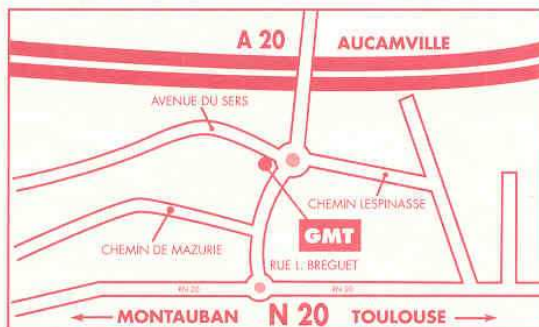 A 20 AUCAMVILLE
AVENUE DU SERS
CHEMIN LESPINASSE
GMT
CHEMIN DE MAZURIE
RUE L. BREGUET
RN 20 RN 20
MONTAUBAN N 20 TOULOUSE